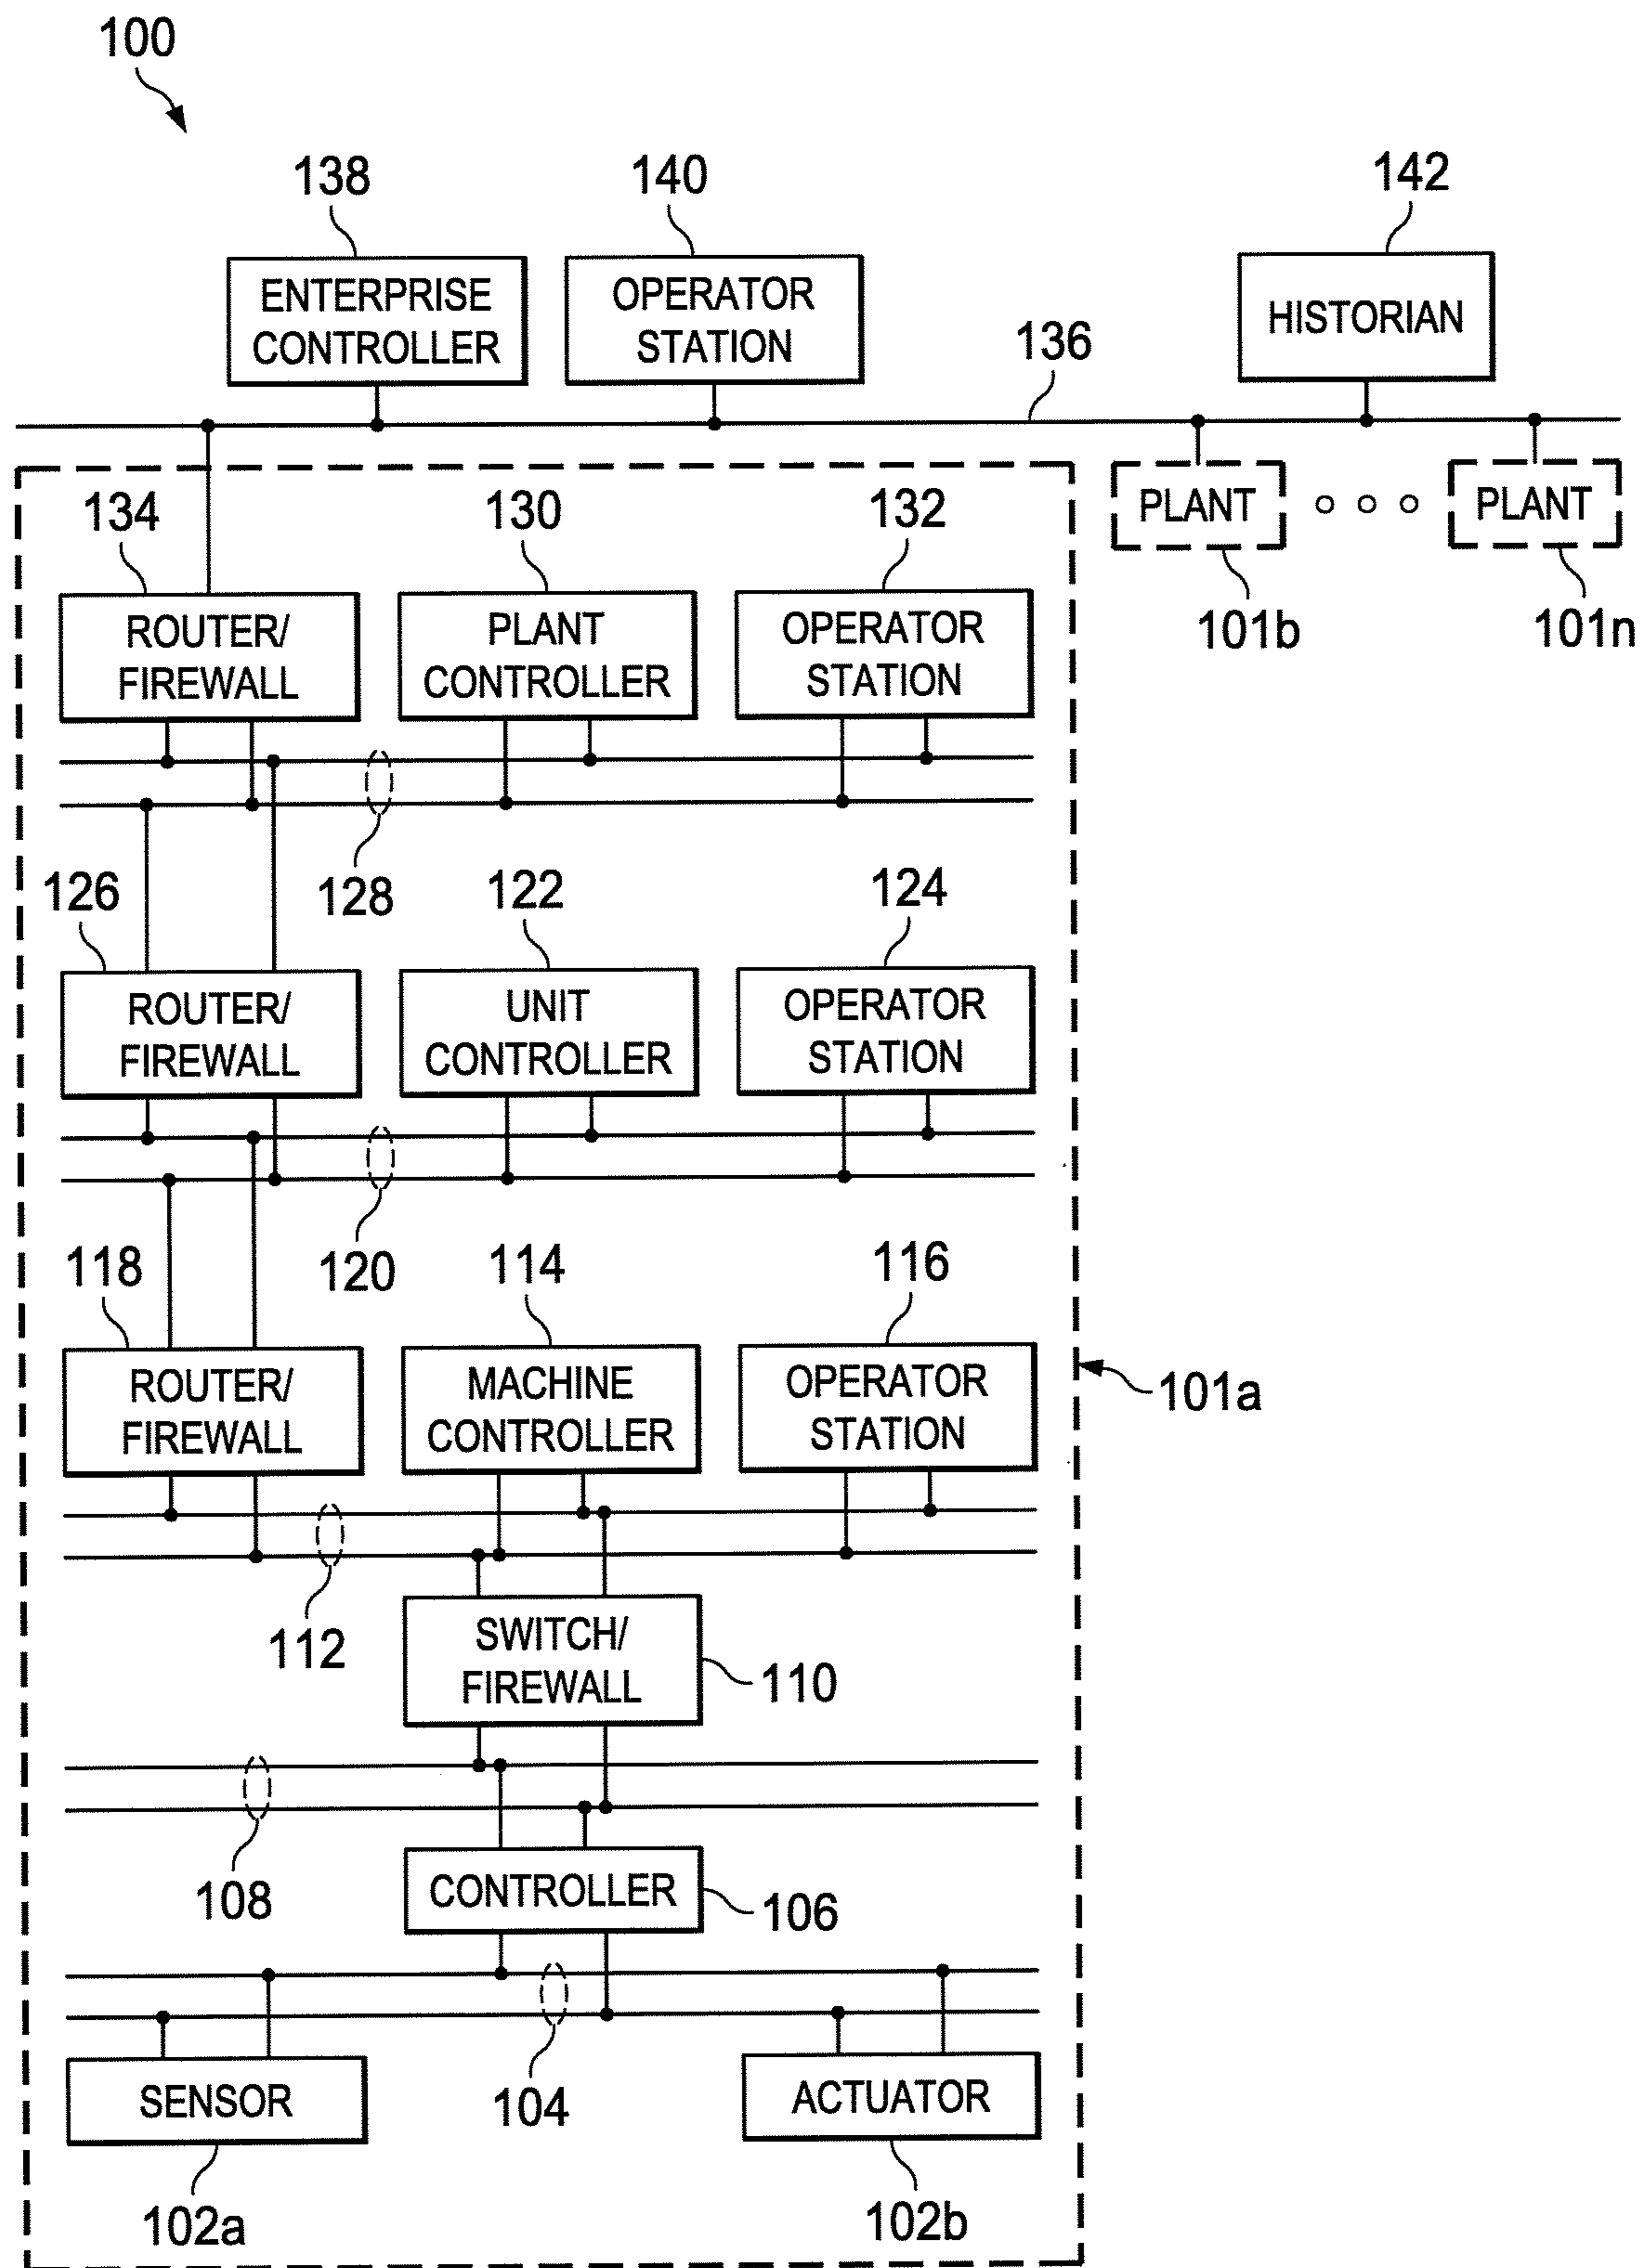 100
138
140
142
ENTERPRISE
CONTROLLER
OPERATOR
STATION
HISTORIAN
136
134
130
132
PLANT
PLANT
ROUTER/
FIREWALL
PLANT
CONTROLLER
OPERATOR
STATION
101b
101n
128
126
122
124
ROUTER/
FIREWALL
UNIT
CONTROLLER
OPERATOR
STATION
120
118
114
116
ROUTER/
FIREWALL
MACHINE
CONTROLLER
OPERATOR
STATION
101a
112
SWITCH/
FIREWALL
110
108
CONTROLLER
106
104
SENSOR
ACTUATOR
102a
102b